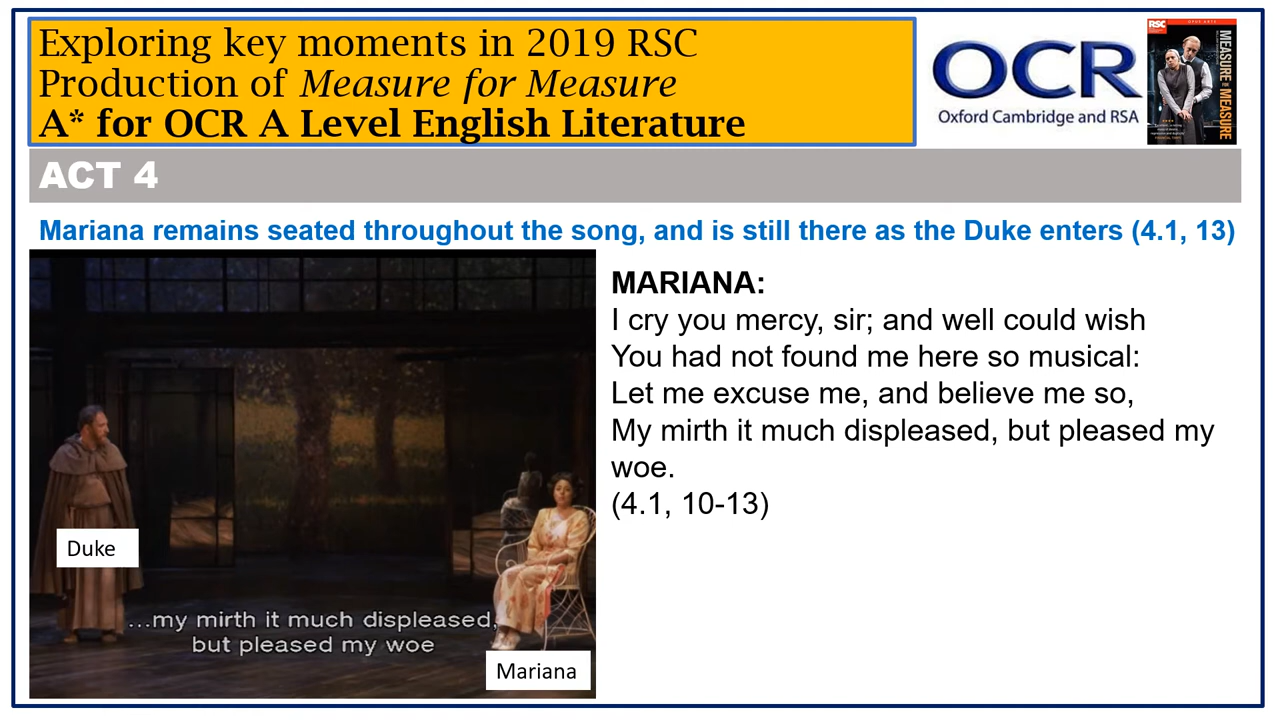 Exploring key moments in 2019 RSC
Production of Measure for Measure
A* for OCR A Level English Literature
OCR
Oxford Cambridge and RSA
RSC
OPUS ARTE
MEASURE FOR MEASURE
ACT 4
Mariana remains seated throughout the song, and is still there as the Duke enters (4.1, 13)
MARIANA:
I cry you mercy, sir; and well could wish
You had not found me here so musical:
Let me excuse me, and believe me so,
My mirth it much displeased, but pleased my
woe.
(4.1, 10-13)
Duke
...my mirth it much displeased,
but pleased my woe
Mariana